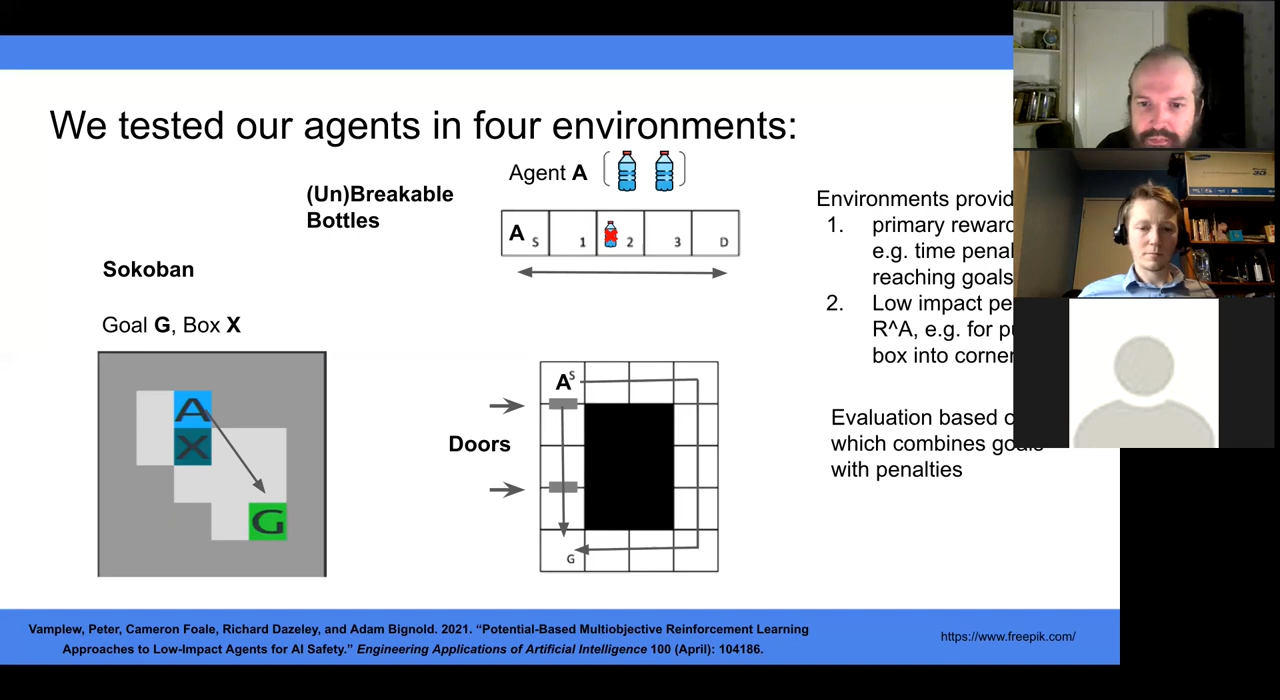 We tested our agents in four environments:
Agent A
(Un)Breakable
Bottles
A S 1 2 3 D
Sokoban
Goal G, Box X
A
X
G
Doors
A S
G
Environments provid
1. primary reward
e.g. time penal
reaching goals
2. Low impact pe
R^A, e.g. for pu
box into corner
Evaluation based o
which combines goals
with penalties
Vamplew, Peter, Cameron Foale, Richard Dazeley, and Adam Bignold. 2021. “Potential-Based Multiobjective Reinforcement Learning
Approaches to Low-Impact Agents for AI Safety.” Engineering Applications of Artificial Intelligence 100 (April): 104186.
https://www.freepik.com/